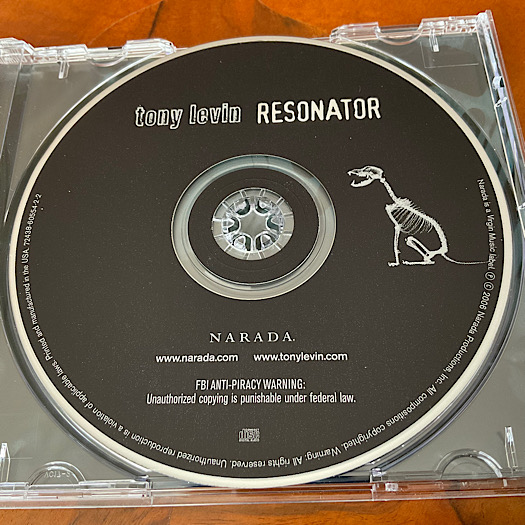 tony levin RESONATOR
NARADA.
www.narada.com www.tonylevin.com
FBI ANTI-PIRACY WARNING:
Unauthorized copying is punishable under federal law.
Narada is a Virgin Music label. ℗ © 2006 Narada Productions, Inc. All compositions copyrighted. Warning: All rights reserved. Unauthorized reproduction is a violation of applicable laws. Printed and manufactured in the USA. 72438-60554-2-2